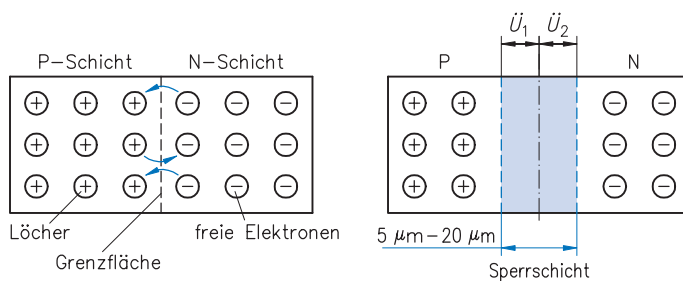 P–Schicht N–Schicht
Löcher
Grenzfläche
freie Elektronen
Ü1 Ü2
P N
5 µm–20 µm
Sperrschicht